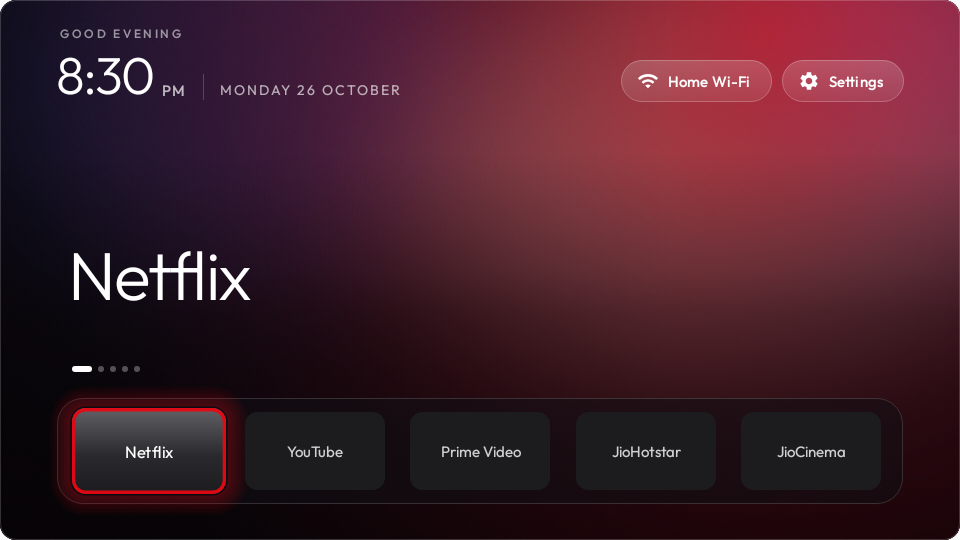 GOOD EVENING
8:30 PM
MONDAY 26 OCTOBER
Home Wi-Fi
Settings
Netflix
Netflix
YouTube
Prime Video
JioHotstar
JioCinema